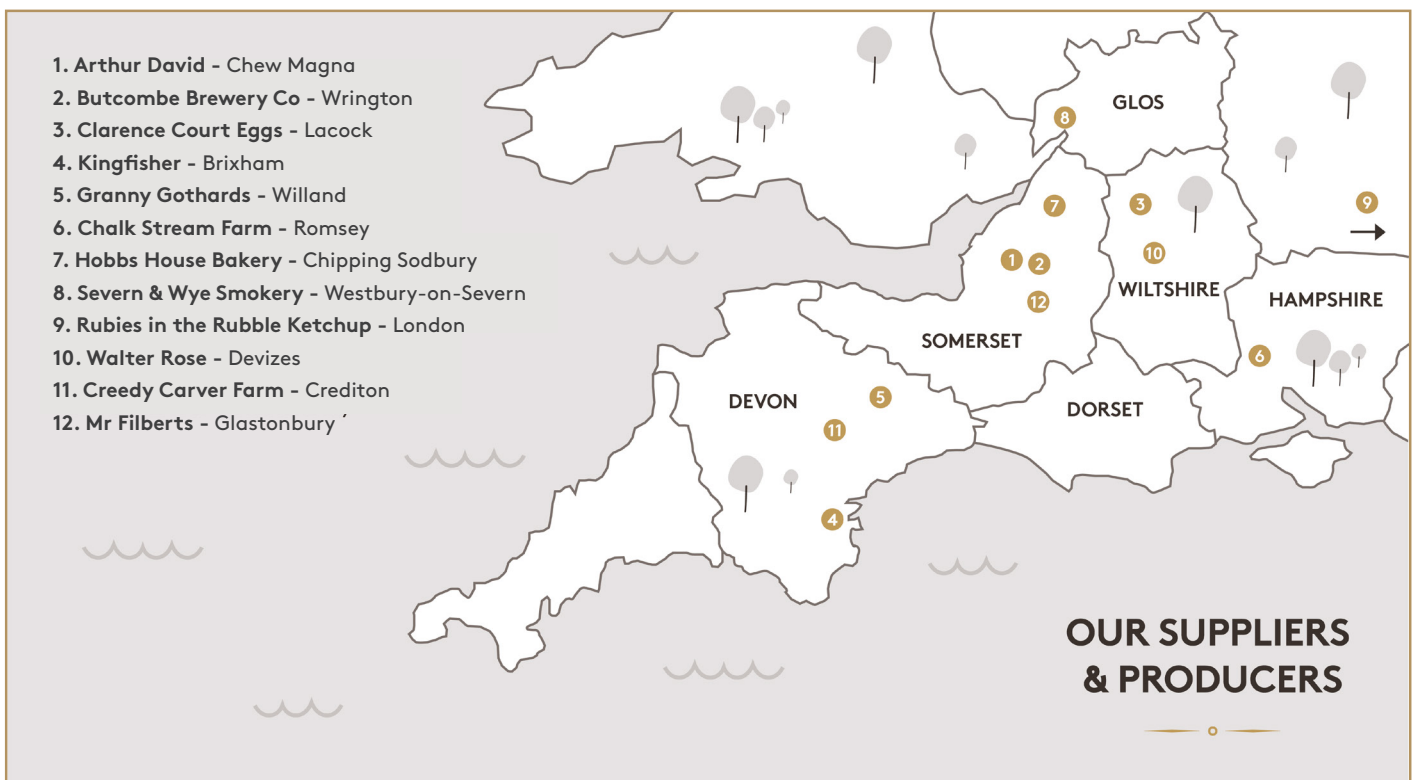 1. Arthur David - Chew Magna
2. Butcombe Brewery Co - Wrington
3. Clarence Court Eggs - Lacock
4. Kingfisher - Brixham
5. Granny Gothards - Willand
6. Chalk Stream Farm - Romsey
7. Hobbs House Bakery - Chipping Sodbury
8. Severn & Wye Smokery - Westbury-on-Severn
9. Rubies in the Rubble Ketchup - London
10. Walter Rose - Devizes
11. Creedy Carver Farm - Crediton
12. Mr Filberts - Glastonbury ´
GLOS
8
7
3
9
1
2
10
12
WILTSHIRE
HAMPSHIRE
SOMERSET
6
DEVON
5
DORSET
11
4
OUR SUPPLIERS
& PRODUCERS